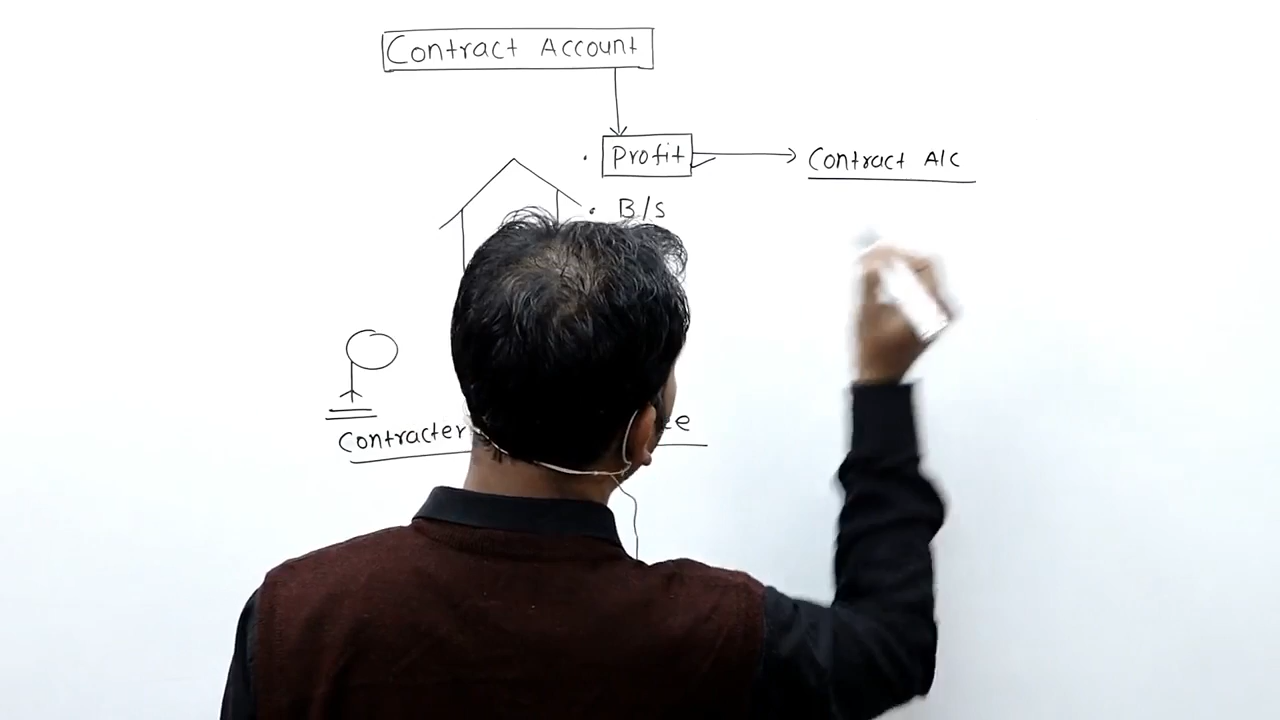 Contract Account
Profit
Contract A/C
B/s
Contracter